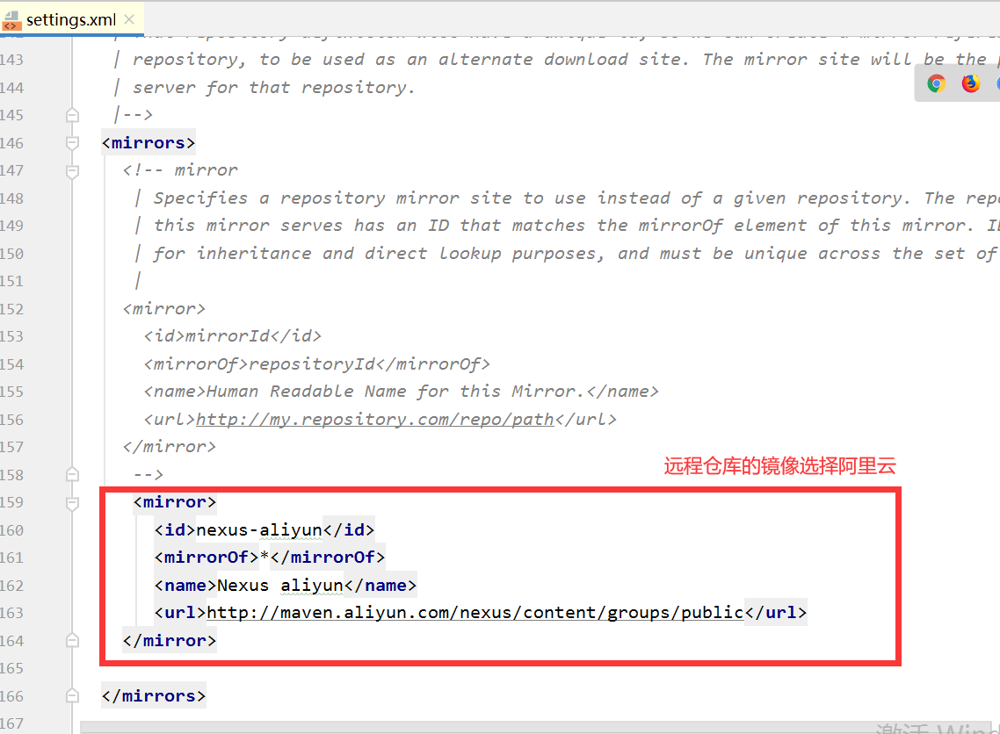 settings.xml
143 | repository, to be used as an alternate download site. The mirror site will be the
144 | server for that repository.
145 |-->
146 <mirrors>
147 <!-- mirror
148 | Specifies a repository mirror site to use instead of a given repository. The
149 | this mirror serves has an ID that matches the mirrorOf element of this mirror.
150 | for inheritance and direct lookup purposes, and must be unique across the set of
151 |
152 <mirror>
153 <id>mirrorId</id>
154 <mirrorOf>repositoryId</mirrorOf>
155 <name>Human Readable Name for this Mirror.</name>
156 <url>http://my.repository.com/repo/path</url>
157 </mirror>
158 -->
远程仓库的镜像选择阿里云
159 <mirror>
160 <id>nexus-aliyun</id>
161 <mirrorOf>*</mirrorOf>
162 <name>Nexus aliyun</name>
163 <url>http://maven.aliyun.com/nexus/content/groups/public</url>
164 </mirror>
165
166 </mirrors>
167